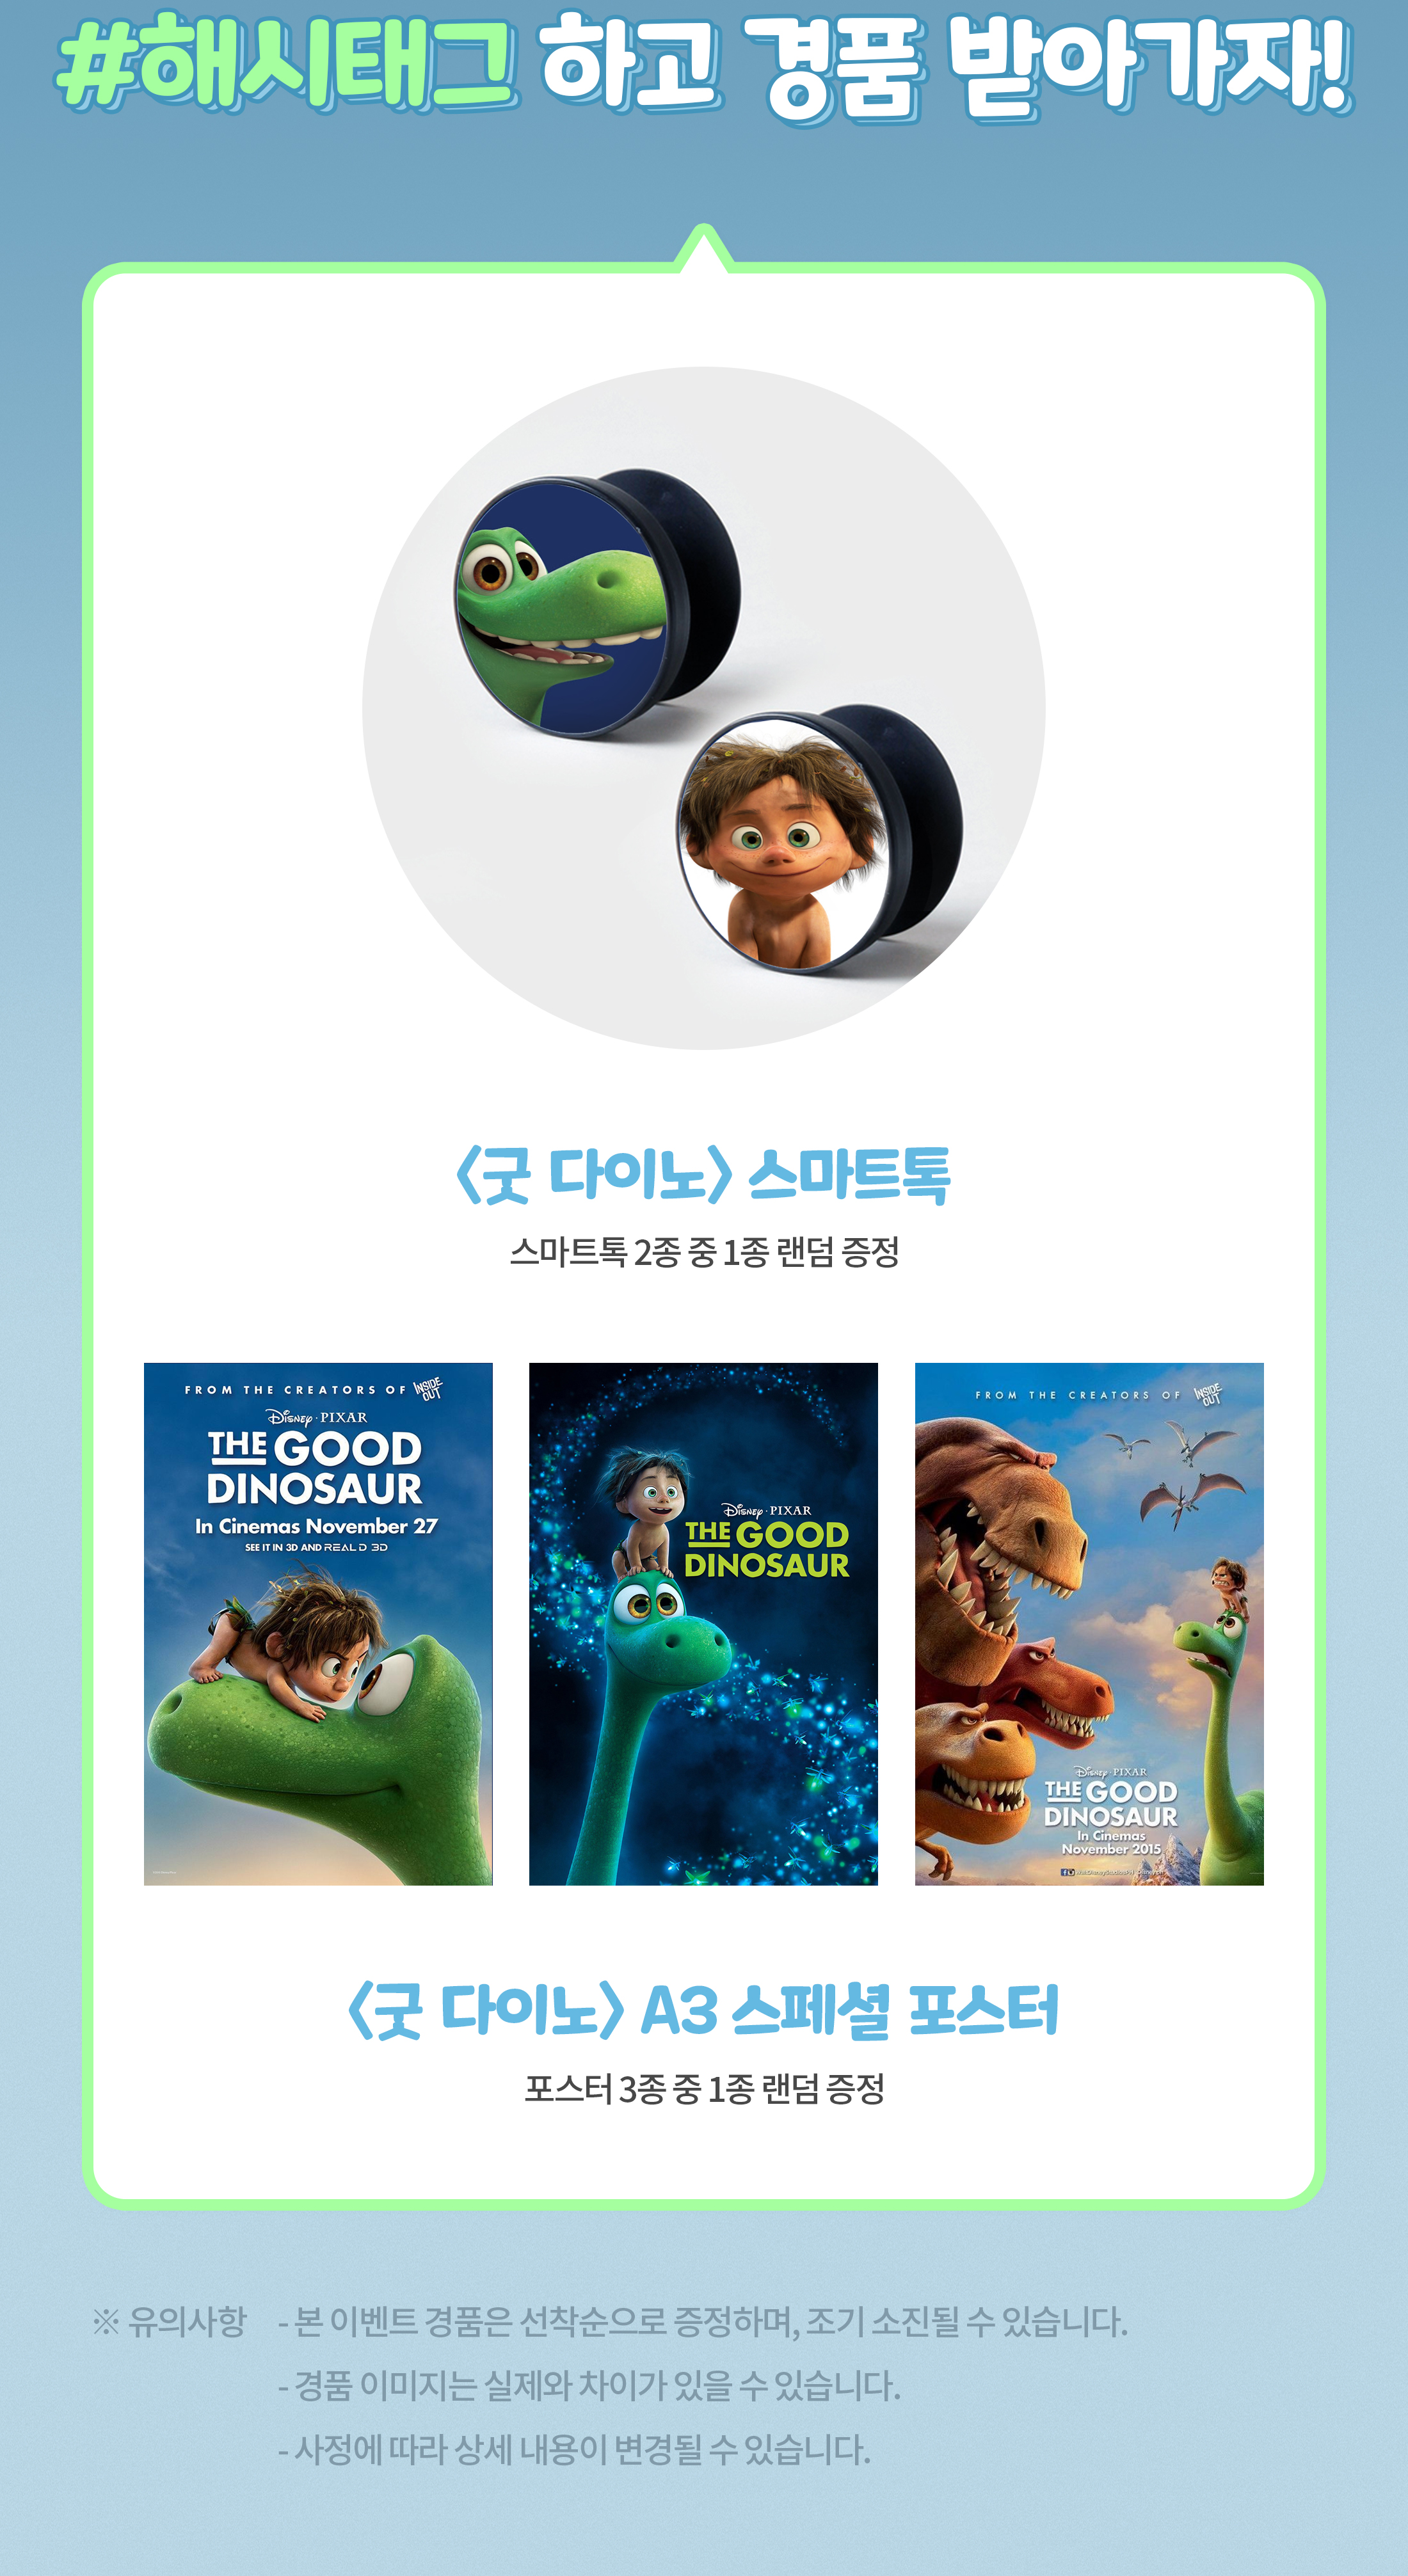 #해시태그 하고 경품 받아가자!
〈굿 다이노〉 스마트톡
스마트톡 2종 중 1종 랜덤 증정
FROM THE CREATORS OF INSIDE OUT
Disney · PIXAR
THE GOOD
DINOSAUR
In Cinemas November 27
SEE IT IN 3D AND REAL D 3D
Disney · PIXAR
THE GOOD
DINOSAUR
FROM THE CREATORS OF INSIDE OUT
Disney · PIXAR
THE GOOD
DINOSAUR
In Cinemas
November 2015
〈굿 다이노〉 A3 스페셜 포스터
포스터 3종 중 1종 랜덤 증정
※ 유의사항 - 본 이벤트 경품은 선착순으로 증정하며, 조기 소진될 수 있습니다.
- 경품 이미지는 실제와 차이가 있을 수 있습니다.
- 사정에 따라 상세 내용이 변경될 수 있습니다.